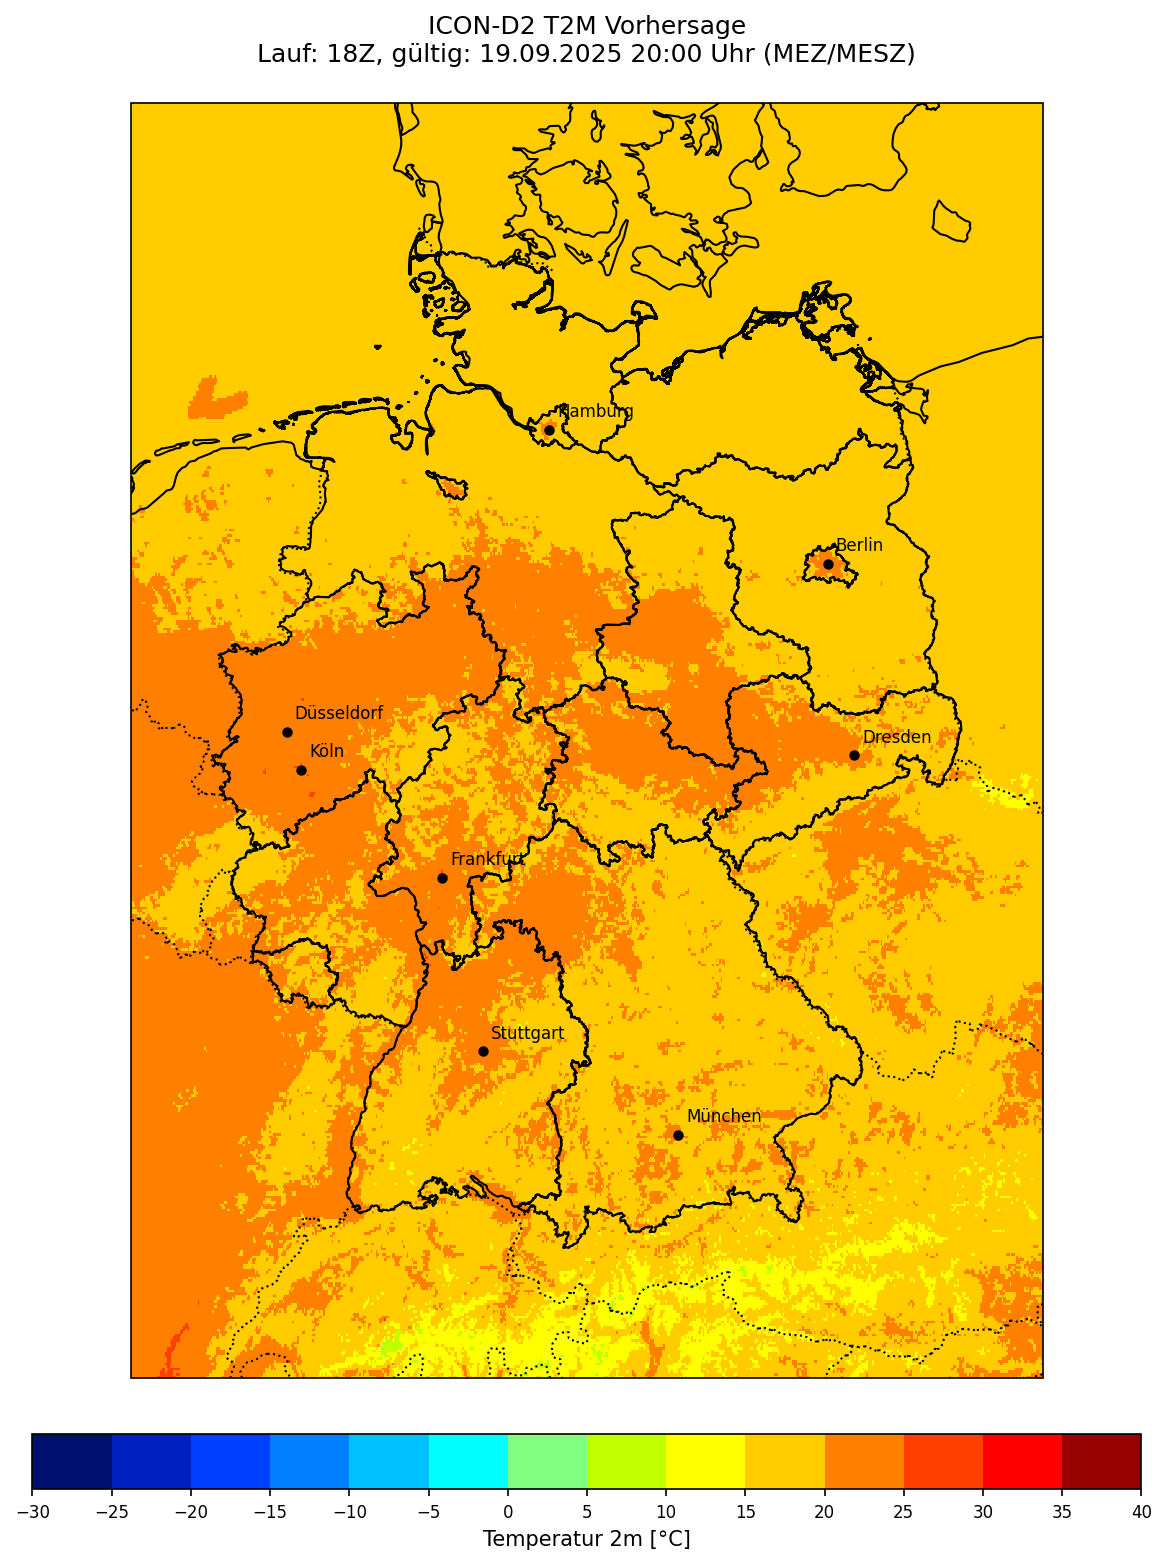 ICON-D2 T2M Vorhersage
Lauf: 18Z, gültig: 19.09.2025 20:00 Uhr (MEZ/MESZ)
Hamburg
Berlin
Düsseldorf
Dresden
Köln
Frankfurt
Stuttgart
München
−30 −25 −20 −15 −10 −5 0 5 10 15 20 25 30 35 40
Temperatur 2m [°C]